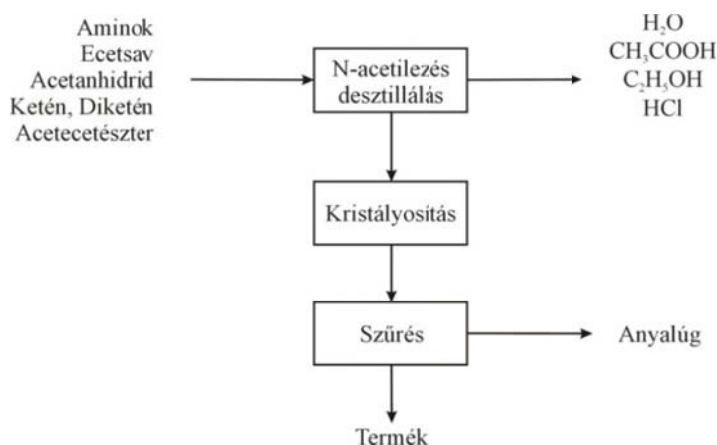 Aminok
Ecetsav
Acetanhidrid
Ketén, Diketén
Acetecetészter
N-acetilezés
desztillálás
H₂O
CH₃COOH
C₂H₅OH
HCl
Kristályosítás
Szűrés
Anyalúg
Termék